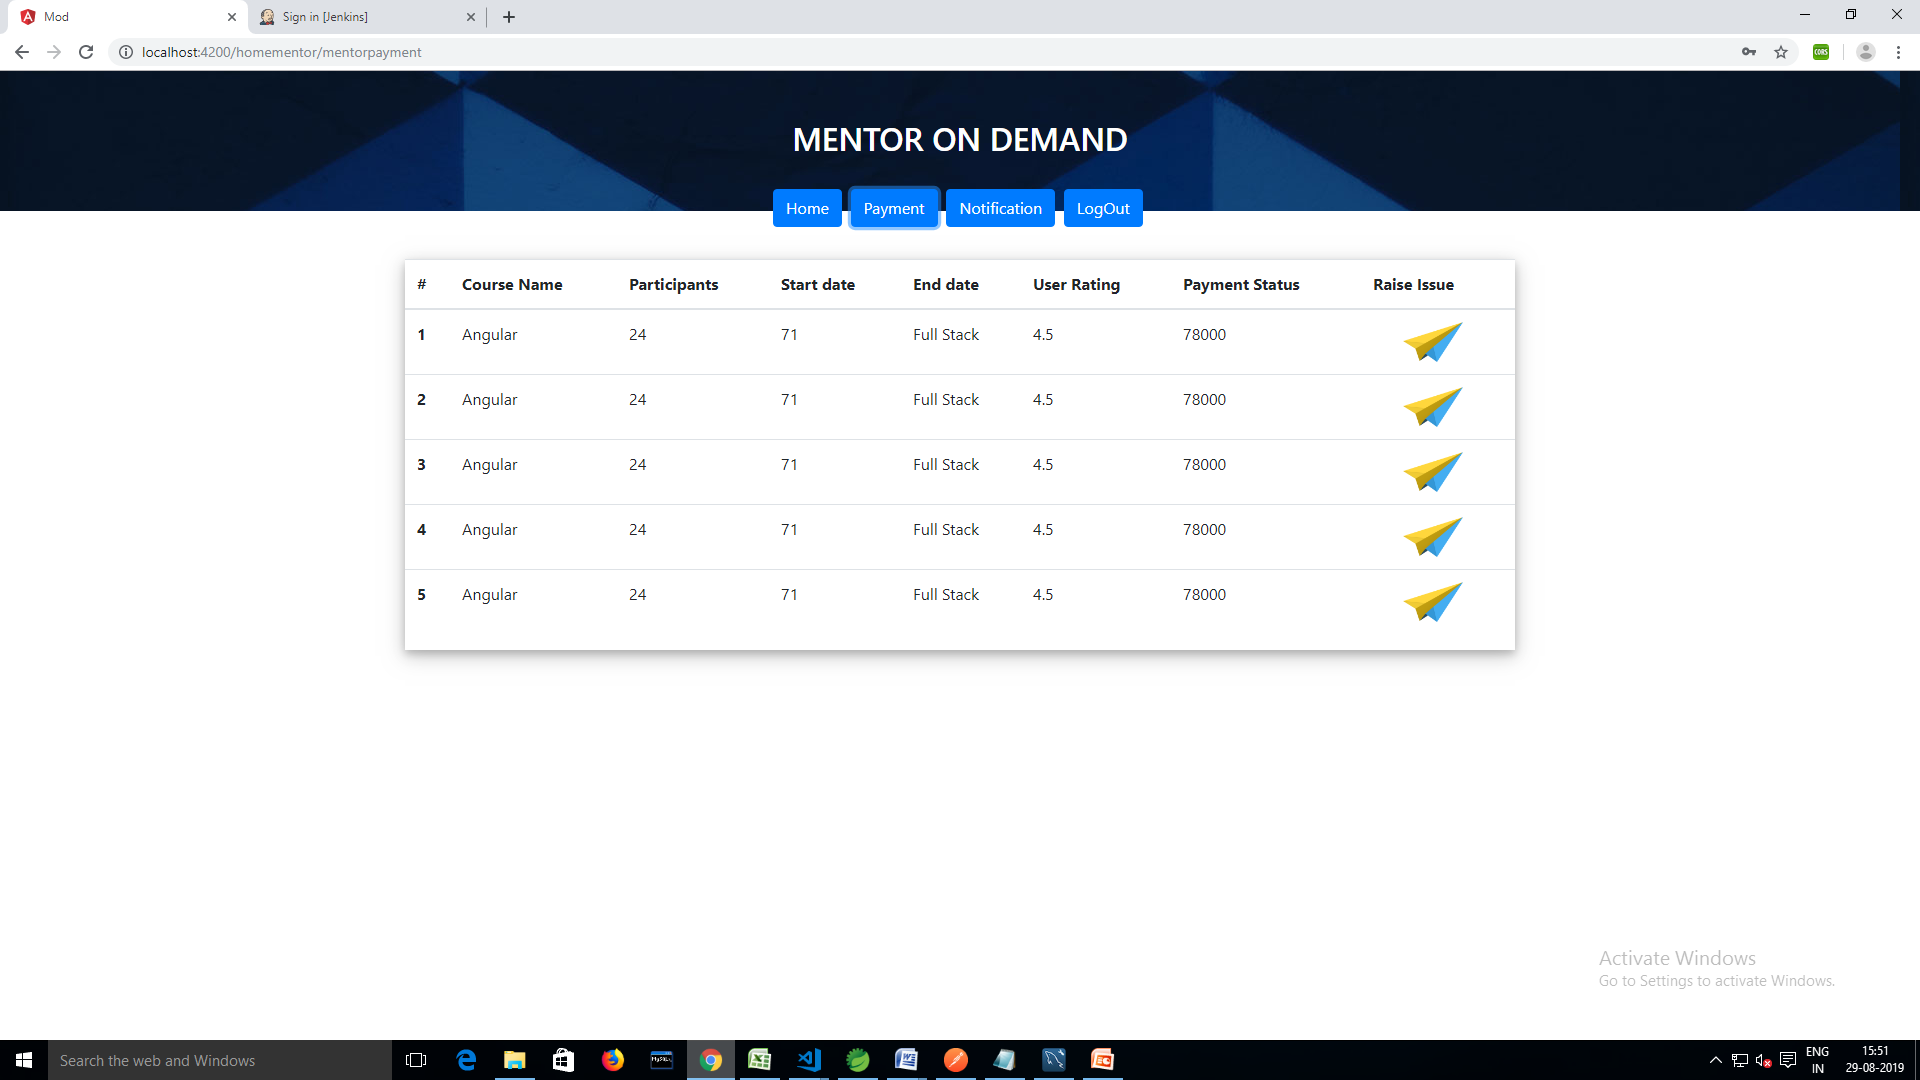 Mod
Sign in [Jenkins]
localhost:4200/homementor/mentorpayment
CORS
MENTOR ON DEMAND
Home Payment Notification LogOut
# Course Name Participants Start date End date User Rating Payment Status Raise Issue
1 Angular 24 71 Full Stack 4.5 78000
2 Angular 24 71 Full Stack 4.5 78000
3 Angular 24 71 Full Stack 4.5 78000
4 Angular 24 71 Full Stack 4.5 78000
5 Angular 24 71 Full Stack 4.5 78000
Activate Windows
Go to Settings to activate Windows.
Search the web and Windows
ENG
IN
15:51
29-08-2019